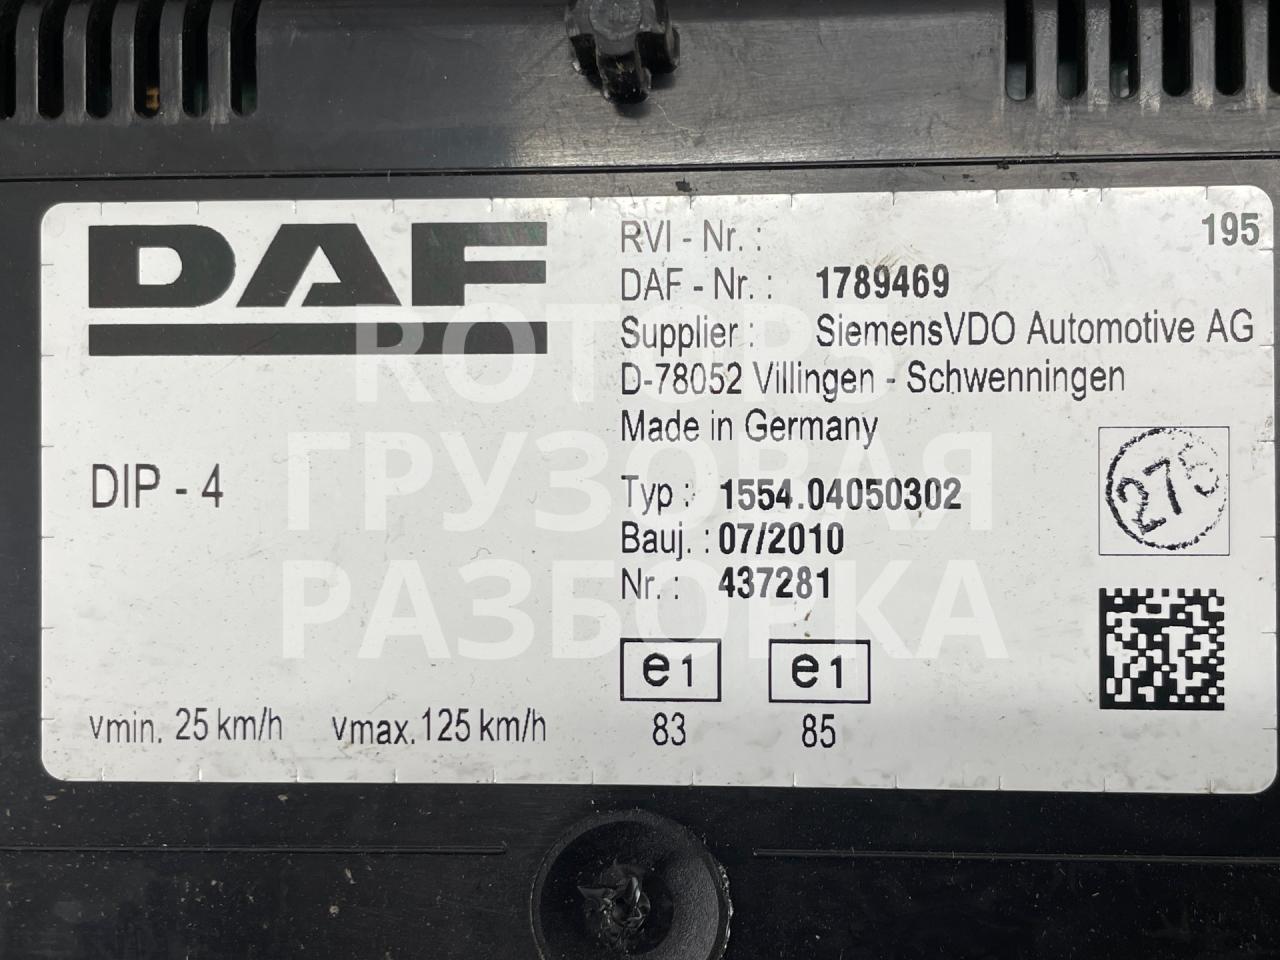 DAF
RVI - Nr. :
195
DAF - Nr. : 1789469
Supplier : SiemensVDO Automotive AG
D-78052 Villingen - Schwenningen
Made in Germany
DIP - 4
Typ : 1554.04050302
Bauj. : 07/2010
Nr. : 437281
e1
e1
83
85
vmin. 25 km/h
vmax. 125 km/h
ROTORЪ
ГРУЗОВАЯ
РАЗБОРКА